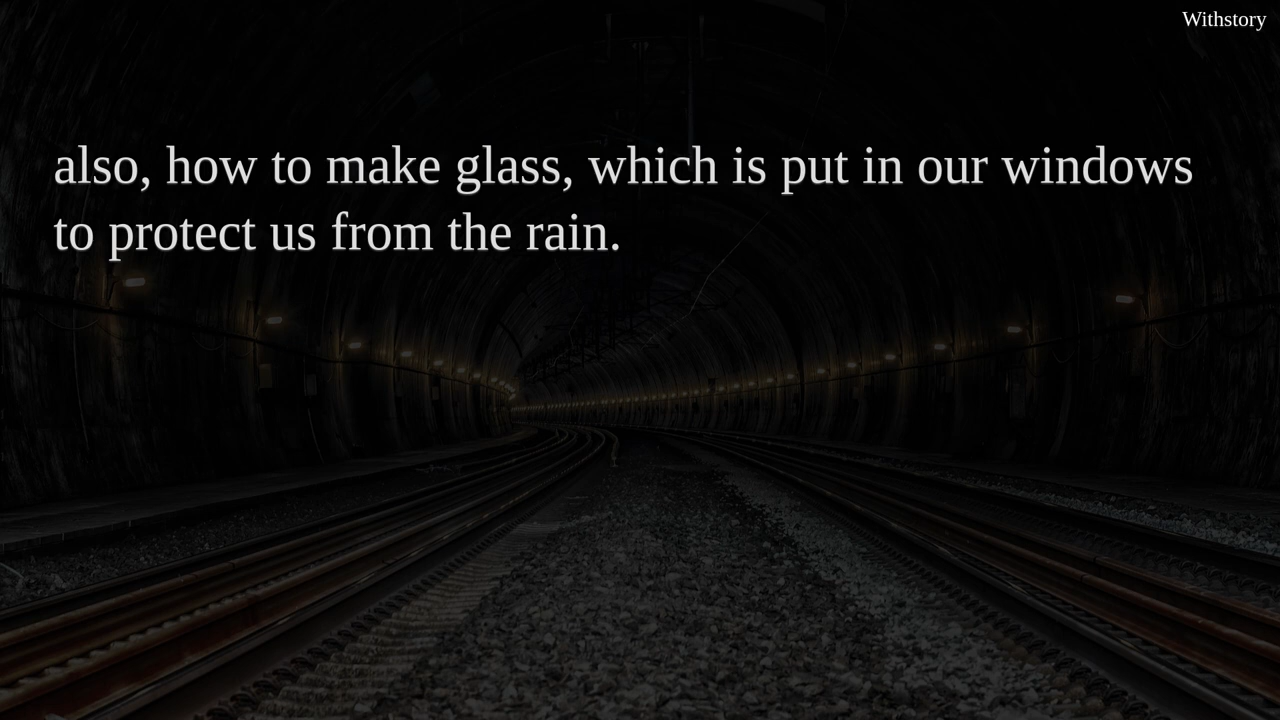 Withstory
also, how to make glass, which is put in our windows
to protect us from the rain.